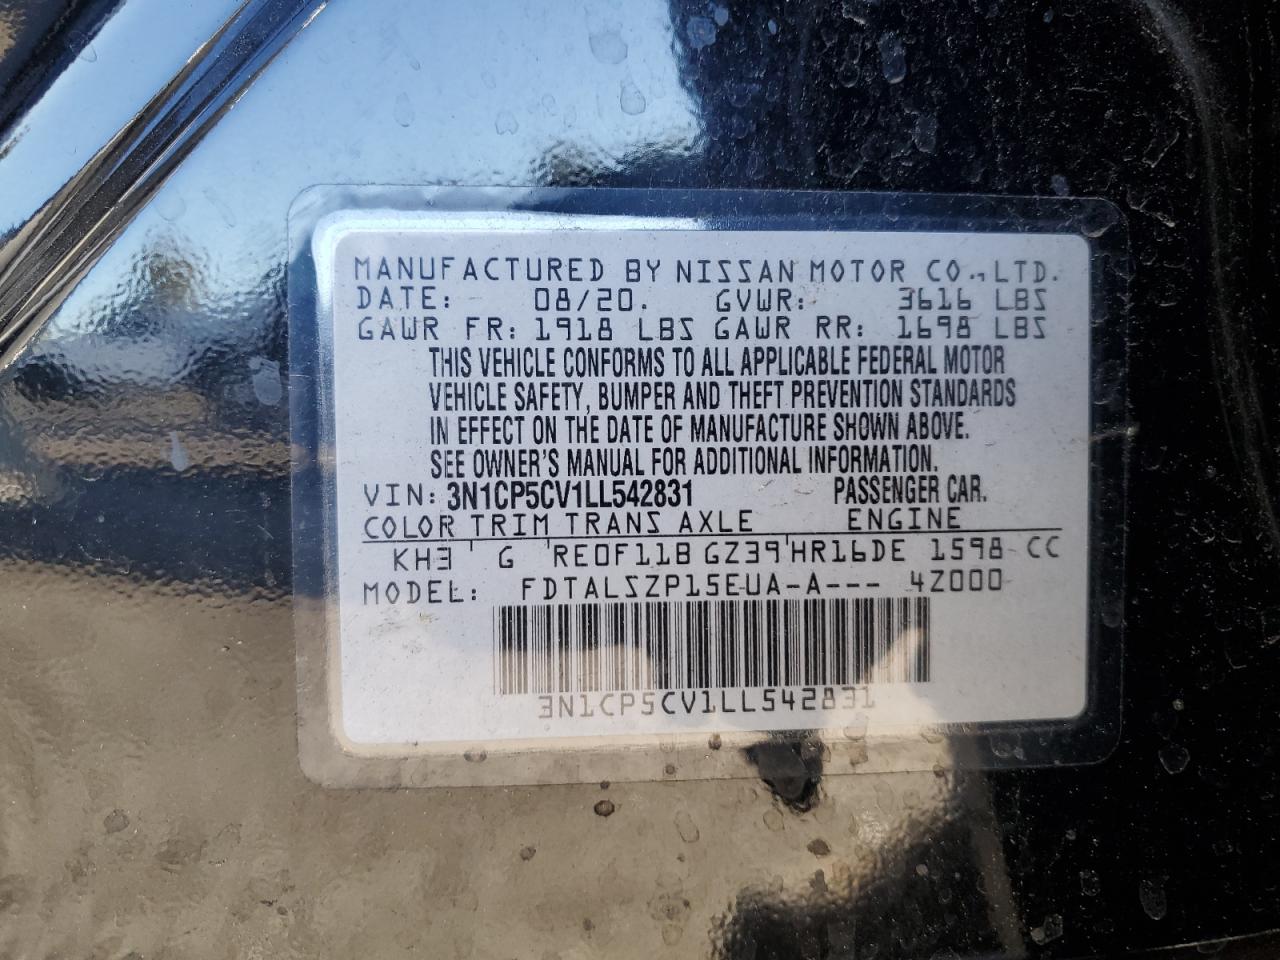 MANUFACTURED BY NISSAN MOTOR CO., LTD.
DATE: 08/20. GVWR: 3616 LBS
GAWR FR: 1918 LBS GAWR RR: 1698 LBS
THIS VEHICLE CONFORMS TO ALL APPLICABLE FEDERAL MOTOR
VEHICLE SAFETY, BUMPER AND THEFT PREVENTION STANDARDS
IN EFFECT ON THE DATE OF MANUFACTURE SHOWN ABOVE.
SEE OWNER'S MANUAL FOR ADDITIONAL INFORMATION.
VIN: 3N1CP5CV1LL542831 PASSENGER CAR.
COLOR TRIM TRANS AXLE ENGINE
KH3 ' G ' RE0F11B GZ39'HR16DE 1598 CC
MODEL: FDTALSZP15EUA-A--- 4Z000
3N1CP5CV1LL542831